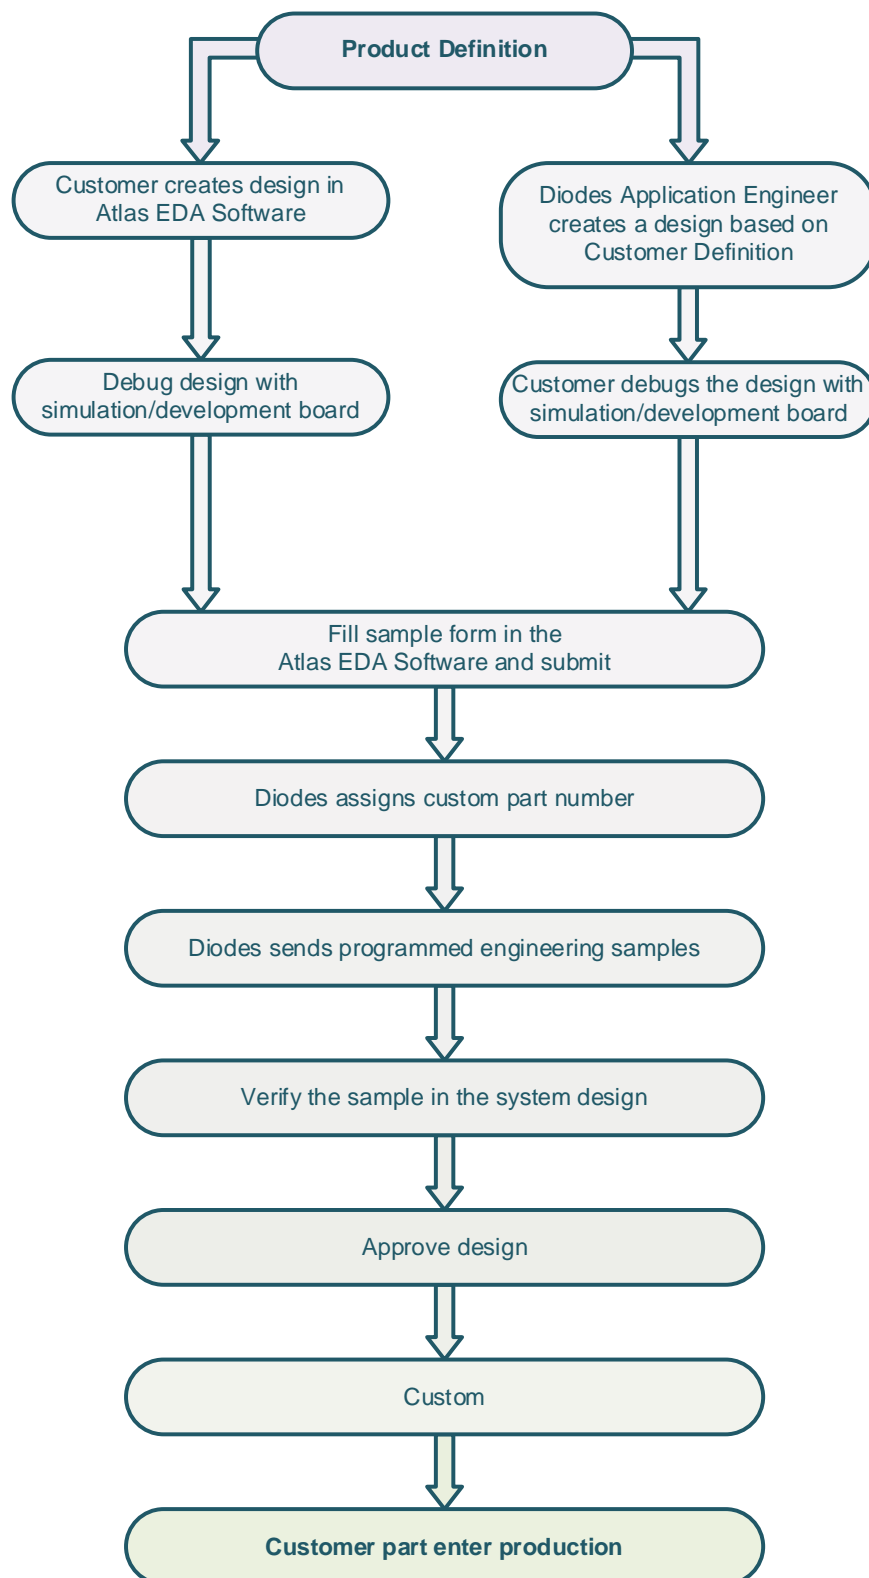 Product Definition
Customer creates design in
Atlas EDA Software
Diodes Application Engineer
creates a design based on
Customer Definition
Debug design with
simulation/development board
Customer debugs the design with
simulation/development board
Fill sample form in the
Atlas EDA Software and submit
Diodes assigns custom part number
Diodes sends programmed engineering samples
Verify the sample in the system design
Approve design
Custom
Customer part enter production